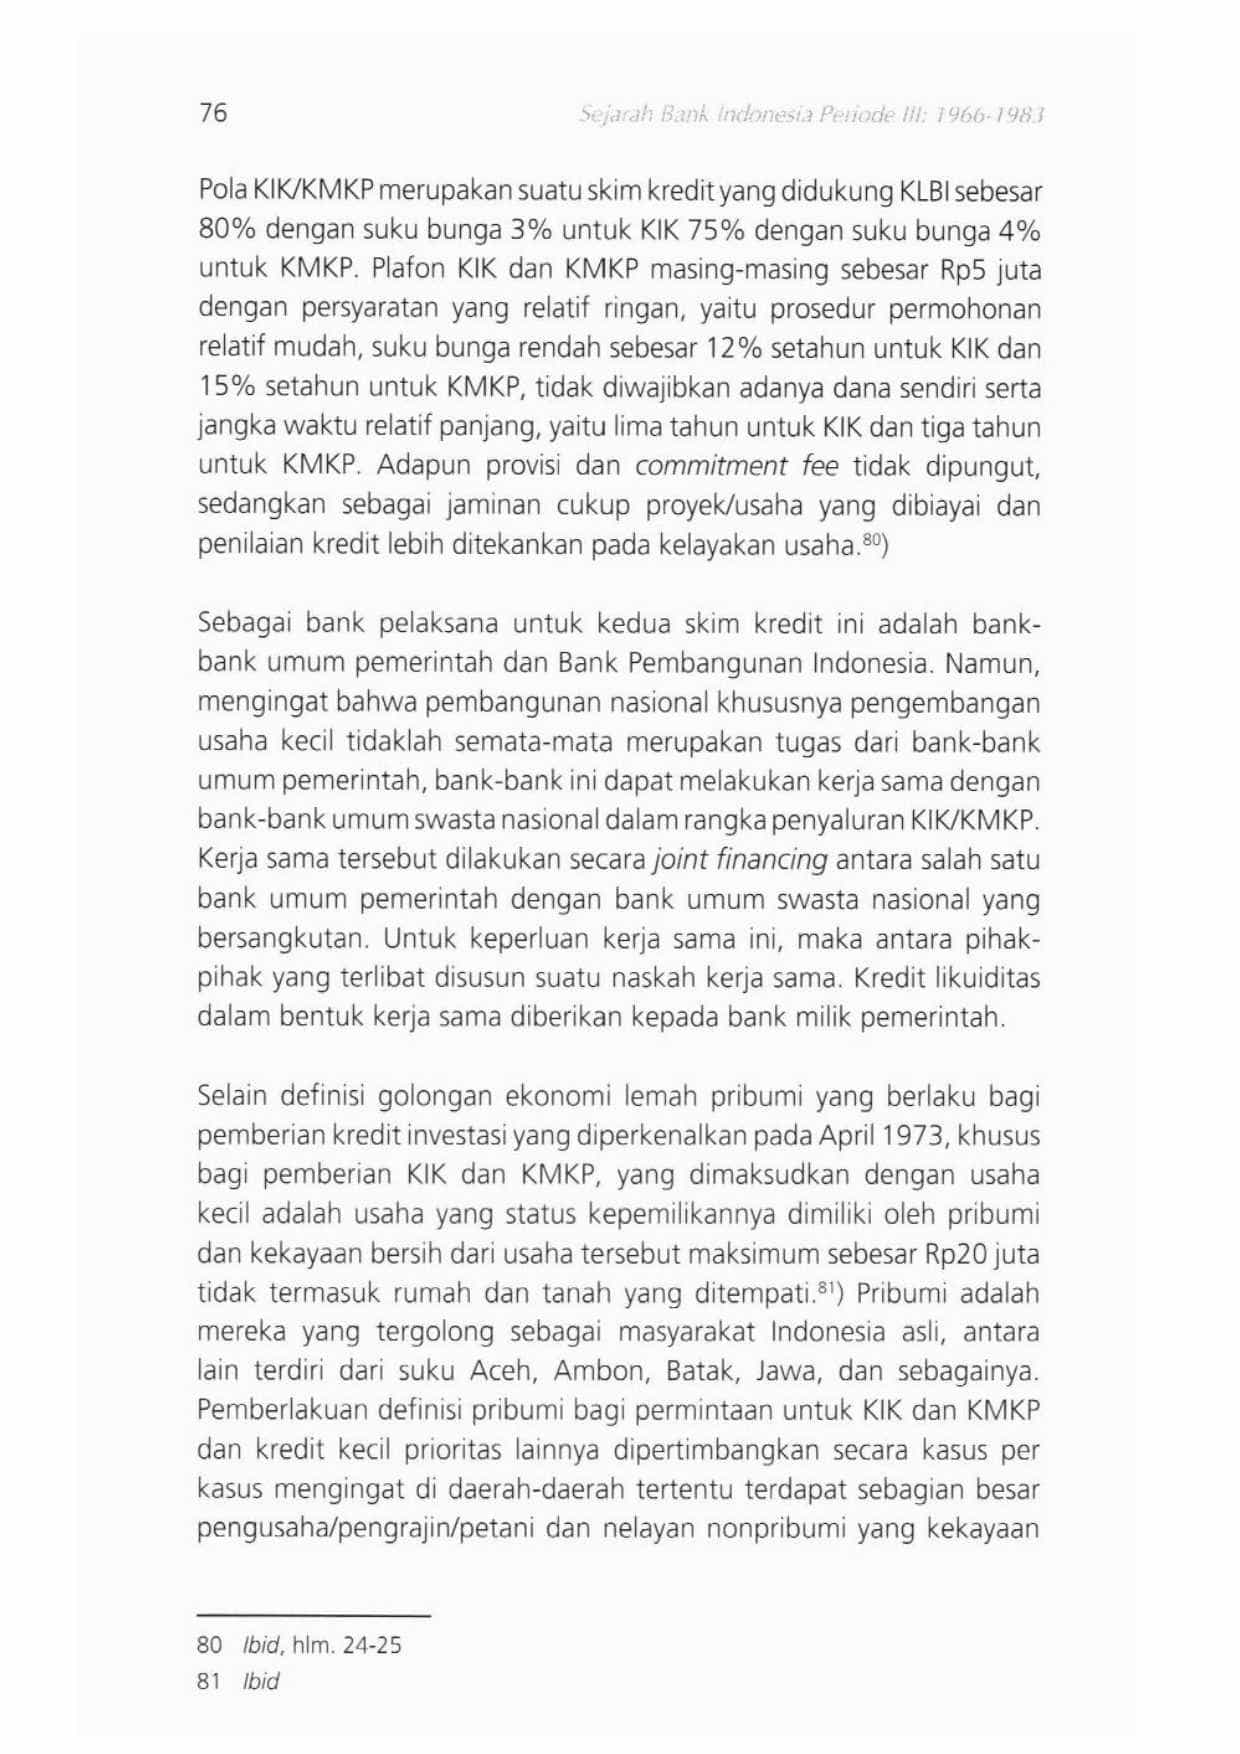 76
Sejarah Bank Indonesia Periode III: 1966-1983
Pola KIK/KMKP merupakan suatu skim kredit yang didukung KLBI sebesar
80% dengan suku bunga 3% untuk KIK 75% dengan suku bunga 4%
untuk KMKP. Plafon KIK dan KMKP masing-masing sebesar Rp5 juta
dengan persyaratan yang relatif ringan, yaitu prosedur permohonan
relatif mudah, suku bunga rendah sebesar 12% setahun untuk KIK dan
15% setahun untuk KMKP, tidak diwajibkan adanya dana sendiri serta
jangka waktu relatif panjang, yaitu lima tahun untuk KIK dan tiga tahun
untuk KMKP. Adapun provisi dan commitment fee tidak dipungut,
sedangkan sebagai jaminan cukup proyek/usaha yang dibiayai dan
penilaian kredit lebih ditekankan pada kelayakan usaha.⁸⁰)
Sebagai bank pelaksana untuk kedua skim kredit ini adalah bank-
bank umum pemerintah dan Bank Pembangunan Indonesia. Namun,
mengingat bahwa pembangunan nasional khususnya pengembangan
usaha kecil tidaklah semata-mata merupakan tugas dari bank-bank
umum pemerintah, bank-bank ini dapat melakukan kerja sama dengan
bank-bank umum swasta nasional dalam rangka penyaluran KIK/KMKP.
Kerja sama tersebut dilakukan secara joint financing antara salah satu
bank umum pemerintah dengan bank umum swasta nasional yang
bersangkutan. Untuk keperluan kerja sama ini, maka antara pihak-
pihak yang terlibat disusun suatu naskah kerja sama. Kredit likuiditas
dalam bentuk kerja sama diberikan kepada bank milik pemerintah.
Selain definisi golongan ekonomi lemah pribumi yang berlaku bagi
pemberian kredit investasi yang diperkenalkan pada April 1973, khusus
bagi pemberian KIK dan KMKP, yang dimaksudkan dengan usaha
kecil adalah usaha yang status kepemilikannya dimiliki oleh pribumi
dan kekayaan bersih dari usaha tersebut maksimum sebesar Rp20 juta
tidak termasuk rumah dan tanah yang ditempati.⁸¹) Pribumi adalah
mereka yang tergolong sebagai masyarakat Indonesia asli, antara
lain terdiri dari suku Aceh, Ambon, Batak, Jawa, dan sebagainya.
Pemberlakuan definisi pribumi bagi permintaan untuk KIK dan KMKP
dan kredit kecil prioritas lainnya dipertimbangkan secara kasus per
kasus mengingat di daerah-daerah tertentu terdapat sebagian besar
pengusaha/pengrajin/petani dan nelayan nonpribumi yang kekayaan
80 Ibid, hlm. 24-25
81 Ibid